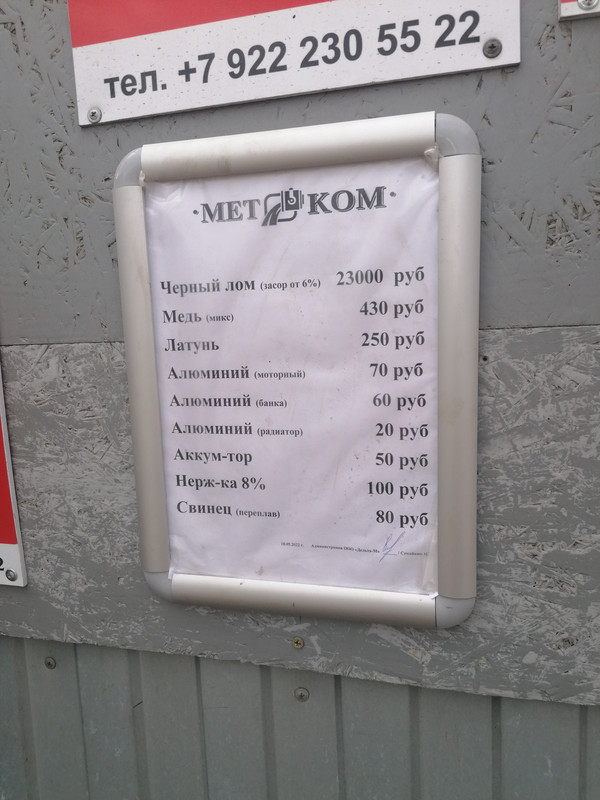 тел. +7 922 230 55 22
·МЕТ КОМ·
Черный лом (засор от 6%) 23000 руб
Медь (микс) 430 руб
Латунь 250 руб
Алюминий (моторный) 70 руб
Алюминий (банка) 60 руб
Алюминий (радиатор) 20 руб
Аккум-тор 50 руб
Нерж-ка 8% 100 руб
Свинец (переплав) 80 руб
Администрация ООО